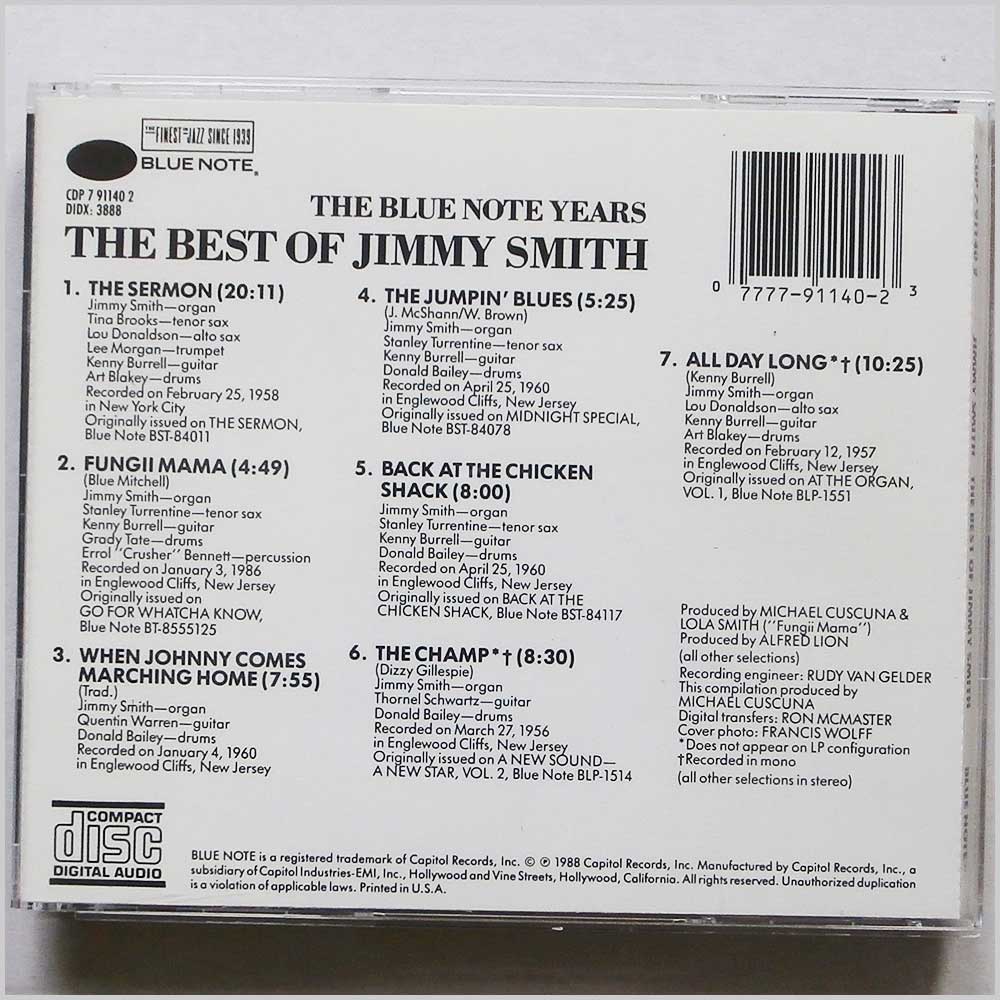 THE FINEST IN JAZZ SINCE 1939
BLUE NOTE®
CDP 7 91140 2
DIDX: 3888
THE BLUE NOTE YEARS
THE BEST OF JIMMY SMITH
0 7777-91140-2 3
1. THE SERMON (20:11)
Jimmy Smith—organ
Tina Brooks—tenor sax
Lou Donaldson—alto sax
Lee Morgan—trumpet
Kenny Burrell—guitar
Art Blakey—drums
Recorded on February 25, 1958
in New York City
Originally issued on THE SERMON,
Blue Note BST-84011
2. FUNGII MAMA (4:49)
(Blue Mitchell)
Jimmy Smith—organ
Stanley Turrentine—tenor sax
Kenny Burrell—guitar
Grady Tate—drums
Errol "Crusher" Bennett—percussion
Recorded on January 3, 1986
in Englewood Cliffs, New Jersey
Originally issued on
GO FOR WHATCHA KNOW,
Blue Note BT-8555125
3. WHEN JOHNNY COMES
MARCHING HOME (7:55)
(Trad.)
Jimmy Smith—organ
Quentin Warren—guitar
Donald Bailey—drums
Recorded on January 4, 1960
in Englewood Cliffs, New Jersey
4. THE JUMPIN' BLUES (5:25)
(J. McShann/W. Brown)
Jimmy Smith—organ
Stanley Turrentine—tenor sax
Kenny Burrell—guitar
Donald Bailey—drums
Recorded on April 25, 1960
in Englewood Cliffs, New Jersey
Originally issued on MIDNIGHT SPECIAL,
Blue Note BST-84078
5. BACK AT THE CHICKEN
SHACK (8:00)
Jimmy Smith—organ
Stanley Turrentine—tenor sax
Kenny Burrell—guitar
Donald Bailey—drums
Recorded on April 25, 1960
in Englewood Cliffs, New Jersey
Originally issued on BACK AT THE
CHICKEN SHACK, Blue Note BST-84117
6. THE CHAMP*† (8:30)
(Dizzy Gillespie)
Jimmy Smith—organ
Thornel Schwartz—guitar
Donald Bailey—drums
Recorded on March 27, 1956
in Englewood Cliffs, New Jersey
Originally issued on A NEW SOUND—
A NEW STAR, VOL. 2, Blue Note BLP-1514
7. ALL DAY LONG*† (10:25)
(Kenny Burrell)
Jimmy Smith—organ
Lou Donaldson—alto sax
Kenny Burrell—guitar
Art Blakey—drums
Recorded on February 12, 1957
in Englewood Cliffs, New Jersey
Originally issued on AT THE ORGAN,
VOL. 1, Blue Note BLP-1551
Produced by MICHAEL CUSCUNA &
LOLA SMITH ("Fungii Mama")
Produced by ALFRED LION
(all other selections)
Recording engineer: RUDY VAN GELDER
This compilation produced by
MICHAEL CUSCUNA
Digital transfers: RON MCMASTER
Cover photo: FRANCIS WOLFF
*Does not appear on LP configuration
†Recorded in mono
(all other selections in stereo)
COMPACT
disc
DIGITAL AUDIO
BLUE NOTE is a registered trademark of Capitol Records, Inc. © ℗ 1988 Capitol Records, Inc. Manufactured by Capitol Records, Inc., a
subsidiary of Capitol Industries-EMI, Inc., Hollywood and Vine Streets, Hollywood, California. All rights reserved. Unauthorized duplication
is a violation of applicable laws. Printed in U.S.A.